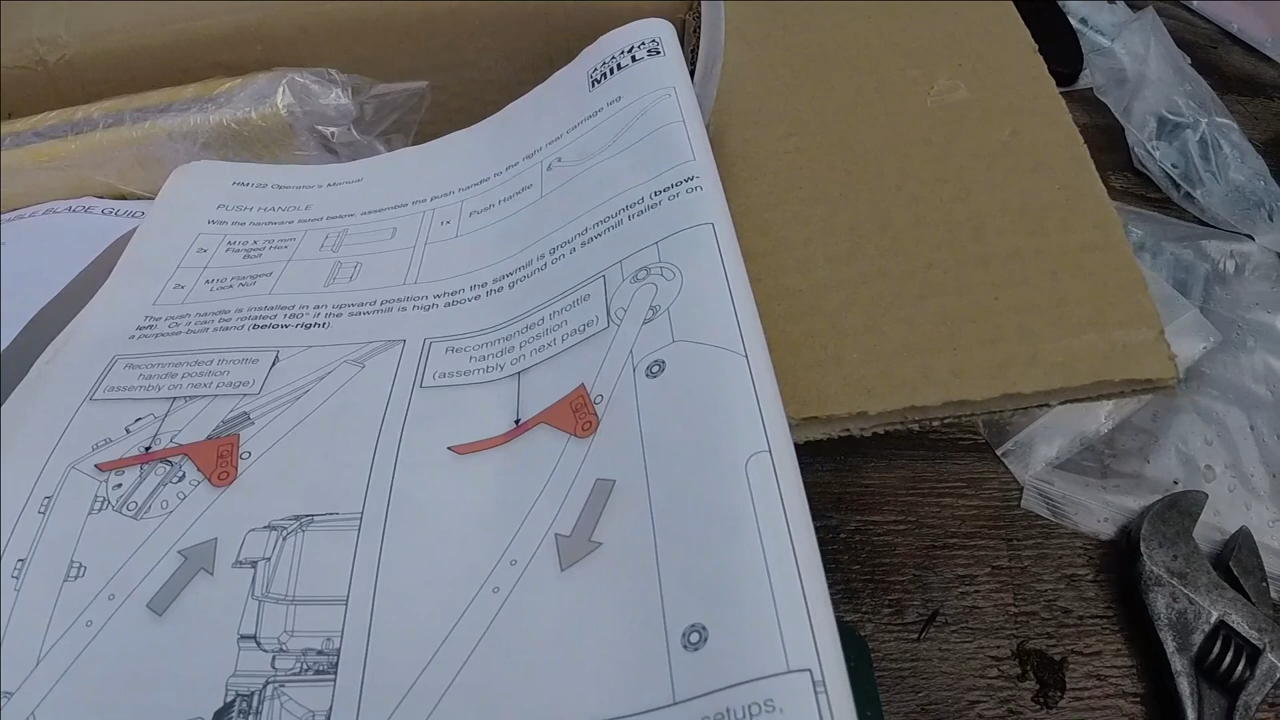 MILLS
HM122 Operator's Manual
PUSH HANDLE
With the hardware listed below, assemble the push handle to the right rear carriage leg.
2x
M10 X 70 mm
Flanged Hex
Bolt
1x
Push Handle
2x
M10 Flanged
Lock Nut
The push handle is installed in an upward position when the sawmill is ground-mounted (below-
left). Or it can be rotated 180° if the sawmill is high above the ground on a sawmill trailer or on
a purpose-built stand (below-right).
Recommended throttle
handle position
(assembly on next page)
Recommended throttle
handle position
(assembly on next page)
setups,
ABLE BLADE GUID